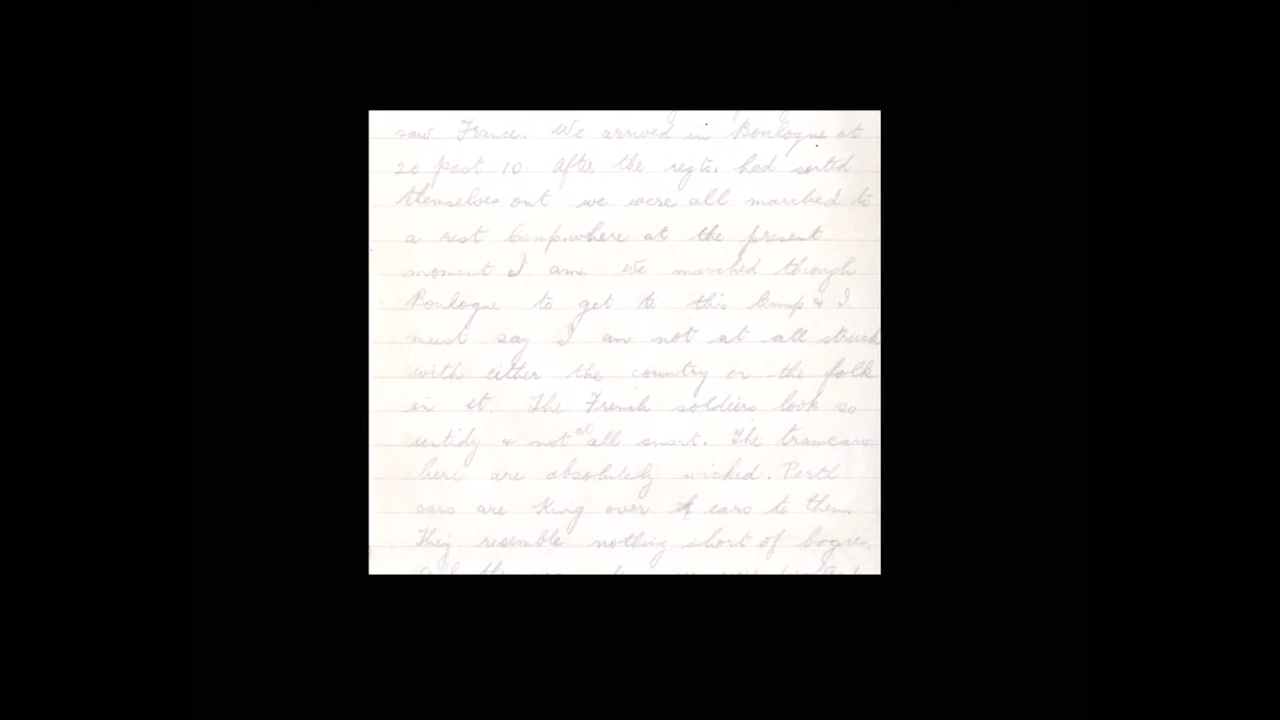 saw France. We arrived in Boulogne at
20 past 10 After the regts. had sorted
themselves out we were all marched to
a rest Camp where at the present
moment I am. We marched through
Boulogne to get to this Camp & I
must say I am not at all struck
with either the country or the folk
in it. The French soldiers look so
untidy & not at all smart. The tramcars
here are absolutely wicked. Perth
cars are King over cars to them.
They resemble nothing short of bogies.